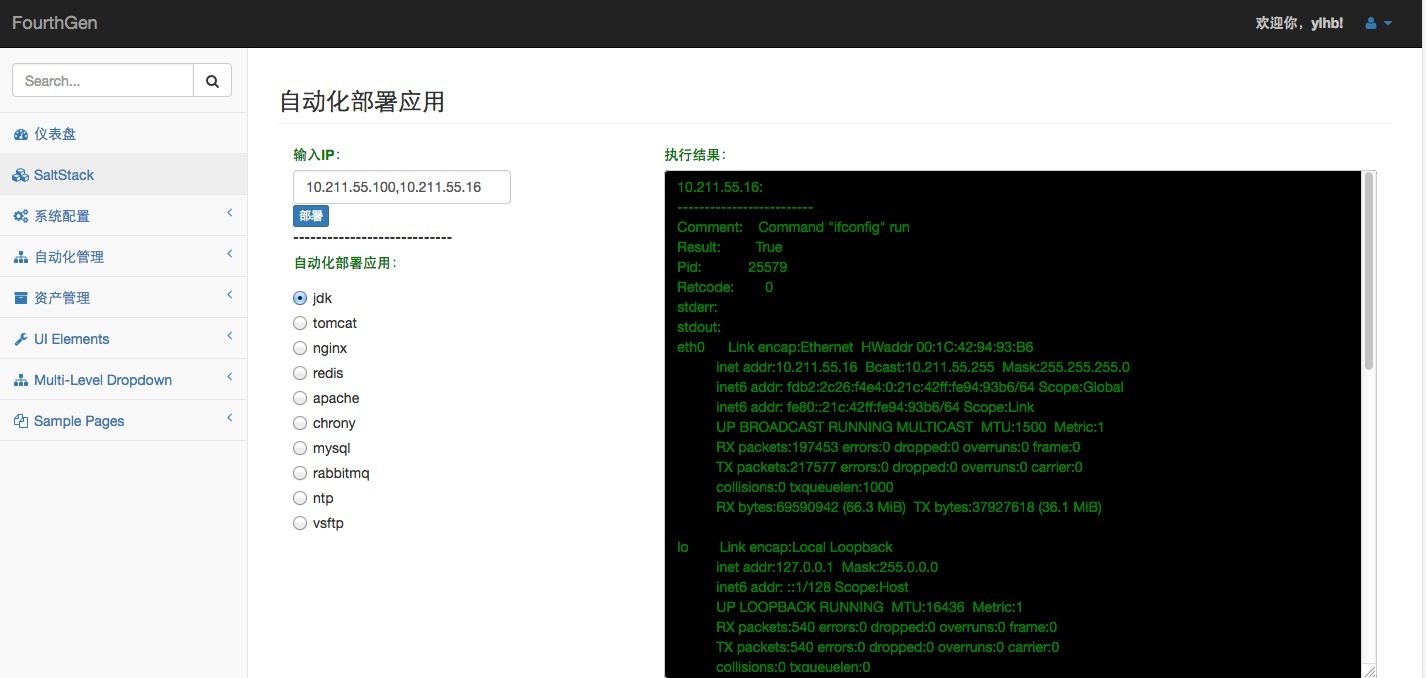 FourthGen
欢迎你，ylhb!
Search...
仪表盘
SaltStack
系统配置
自动化管理
资产管理
UI Elements
Multi-Level Dropdown
Sample Pages
自动化部署应用
输入IP：
10.211.55.100,10.211.55.16
部署
----------------------------
自动化部署应用：
jdk
tomcat
nginx
redis
apache
chrony
mysql
rabbitmq
ntp
vsftp
执行结果：
10.211.55.16:
-------------------------
Comment: Command "ifconfig" run
Result: True
Pid: 25579
Retcode: 0
stderr:
stdout:
eth0 Link encap:Ethernet HWaddr 00:1C:42:94:93:B6
inet addr:10.211.55.16 Bcast:10.211.55.255 Mask:255.255.255.0
inet6 addr: fdb2:2c26:f4e4:0:21c:42ff:fe94:93b6/64 Scope:Global
inet6 addr: fe80::21c:42ff:fe94:93b6/64 Scope:Link
UP BROADCAST RUNNING MULTICAST MTU:1500 Metric:1
RX packets:197453 errors:0 dropped:0 overruns:0 frame:0
TX packets:217577 errors:0 dropped:0 overruns:0 carrier:0
collisions:0 txqueuelen:1000
RX bytes:69590942 (66.3 MiB) TX bytes:37927618 (36.1 MiB)
lo Link encap:Local Loopback
inet addr:127.0.0.1 Mask:255.0.0.0
inet6 addr: ::1/128 Scope:Host
UP LOOPBACK RUNNING MTU:16436 Metric:1
RX packets:540 errors:0 dropped:0 overruns:0 frame:0
TX packets:540 errors:0 dropped:0 overruns:0 carrier:0
collisions:0 txqueuelen:0